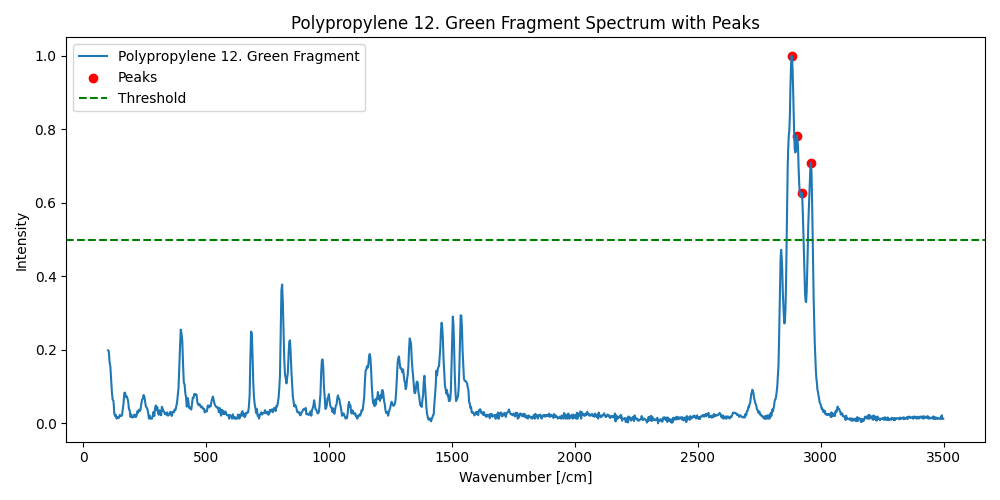 Polypropylene 12. Green Fragment Spectrum with Peaks
Polypropylene 12. Green Fragment
Peaks
Threshold
Intensity
1.0
0.8
0.6
0.4
0.2
0.0
0 500 1000 1500 2000 2500 3000 3500
Wavenumber [/cm]